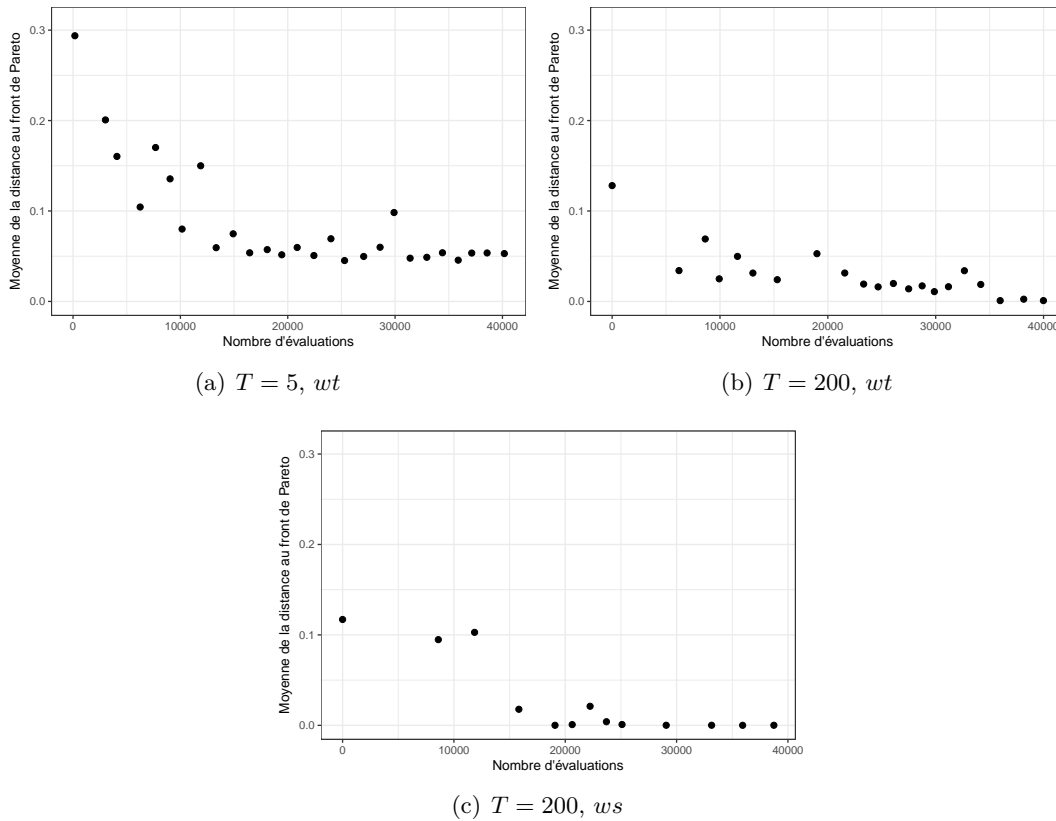 Moyenne de la distance au front de Pareto
0.3
0.2
0.1
0.0
0 10000 20000 30000 40000
Nombre d'évaluations
(a) T = 5, wt
Moyenne de la distance au front de Pareto
0.3
0.2
0.1
0.0
0 10000 20000 30000 40000
Nombre d'évaluations
(b) T = 200, wt
Moyenne de la distance au front de Pareto
0.3
0.2
0.1
0.0
0 10000 20000 30000 40000
Nombre d'évaluations
(c) T = 200, ws